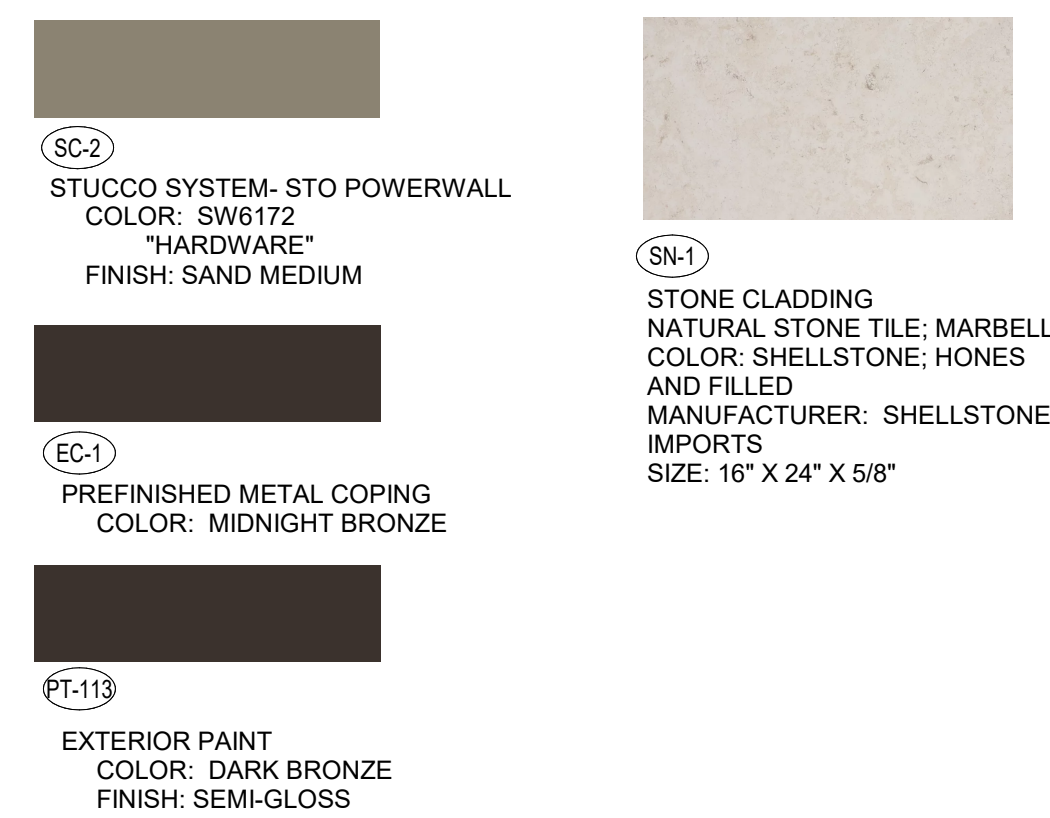 SC-2
STUCCO SYSTEM- STO POWERWALL
COLOR: SW6172
"HARDWARE"
FINISH: SAND MEDIUM
EC-1
PREFINISHED METAL COPING
COLOR: MIDNIGHT BRONZE
PT-113
EXTERIOR PAINT
COLOR: DARK BRONZE
FINISH: SEMI-GLOSS
SN-1
STONE CLADDING
NATURAL STONE TILE; MARBELL
COLOR: SHELLSTONE; HONES
AND FILLED
MANUFACTURER: SHELLSTONE
IMPORTS
SIZE: 16" X 24" X 5/8"